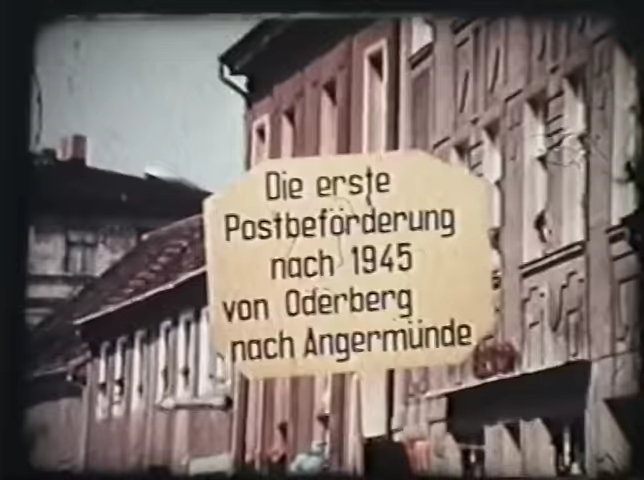 Die erste
Postbeförderung
nach 1945
von Oderberg
nach Angermünde